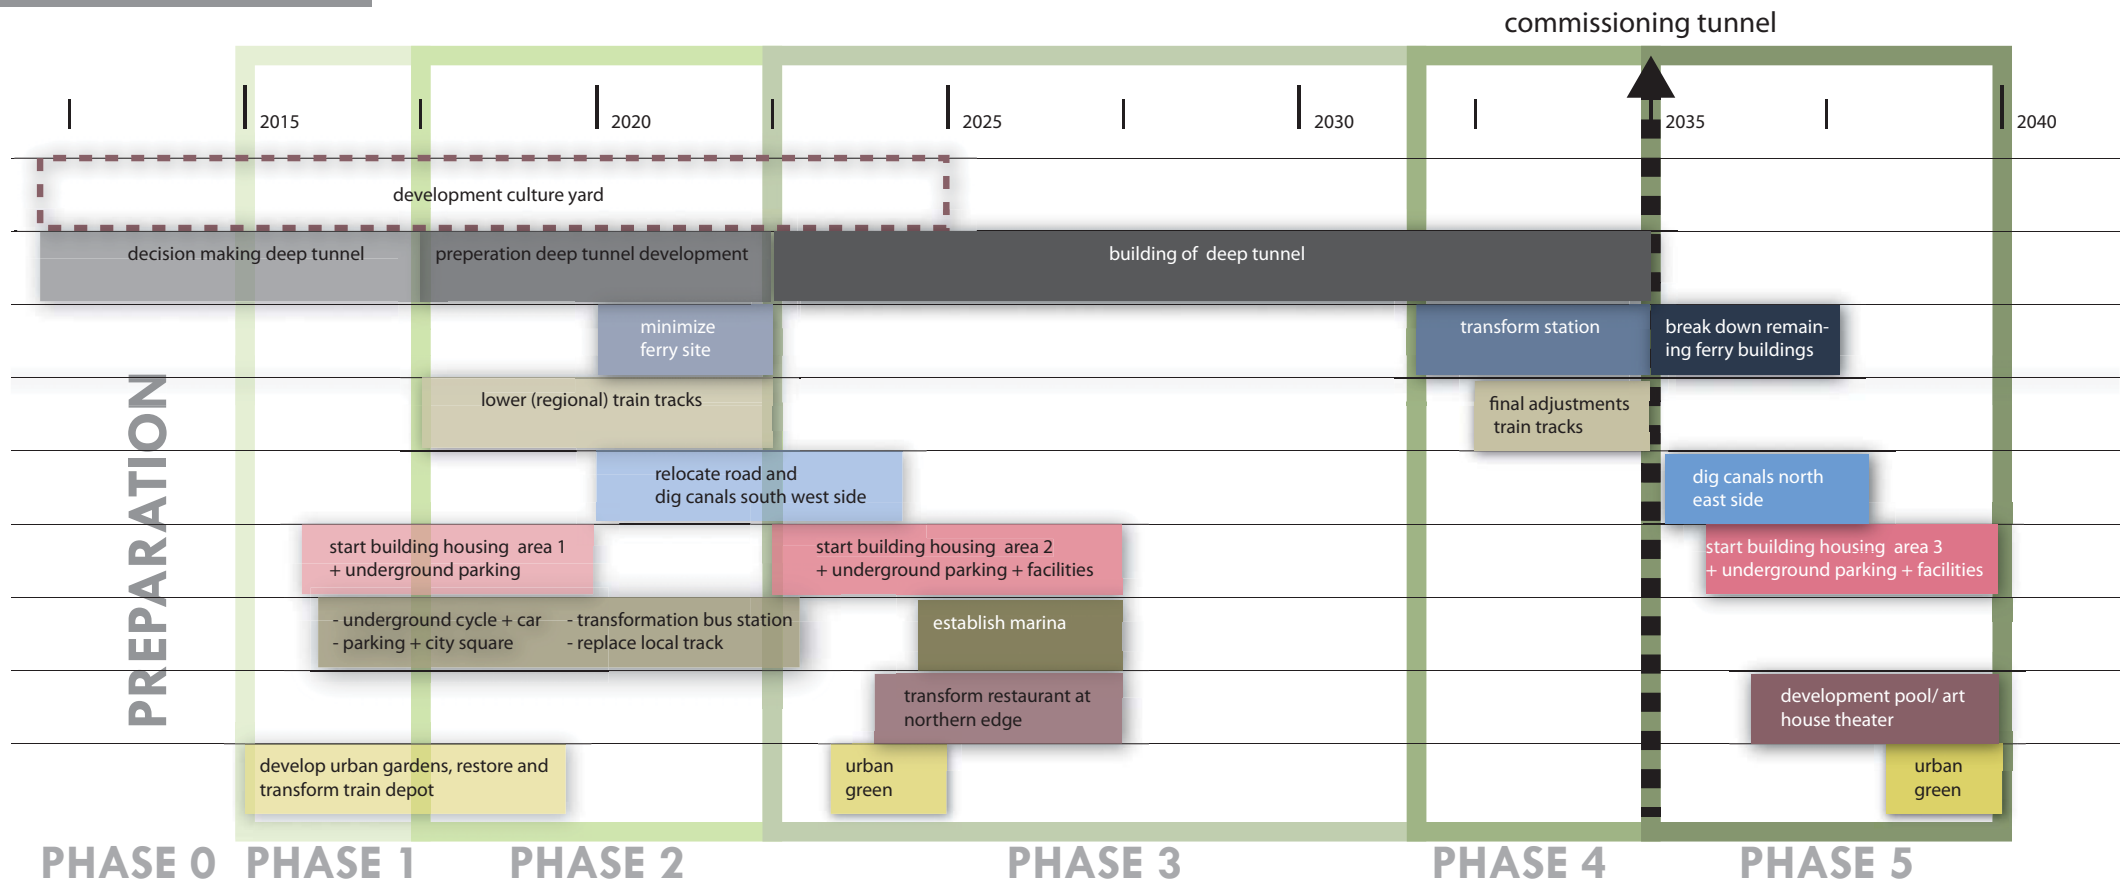 commissioning tunnel
2015
2020
2025
2030
2035
2040
development culture yard
decision making deep tunnel
preperation deep tunnel development
building of  deep tunnel
minimize
ferry site
transform station
break down remain-
ing ferry buildings
lower (regional) train tracks
final adjustments
train tracks
relocate road and
dig canals south west side
dig canals north
east side
start building housing  area 1
+ underground parking
start building housing  area 2
+ underground parking + facilities
start building housing  area 3
+ underground parking + facilities
- underground cycle + car
- parking + city square
- transformation bus station
- replace local track
establish marina
transform restaurant at
northern edge
development pool/ art
house theater
develop urban gardens, restore and
transform train depot
urban
green
urban
green
PREPARATION
PHASE 0
PHASE 1
PHASE 2
PHASE 3
PHASE 4
PHASE 5